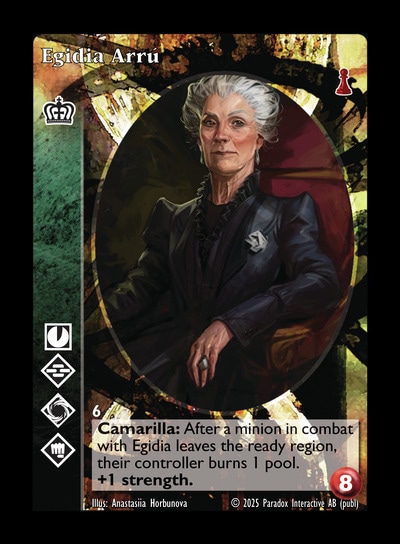 Egidia Arrú
6
Camarilla: After a minion in combat
with Egidia leaves the ready region,
their controller burns 1 pool.
+1 strength.
8
Illus: Anastasiia Horbunova © 2025 Paradox Interactive AB (publ)